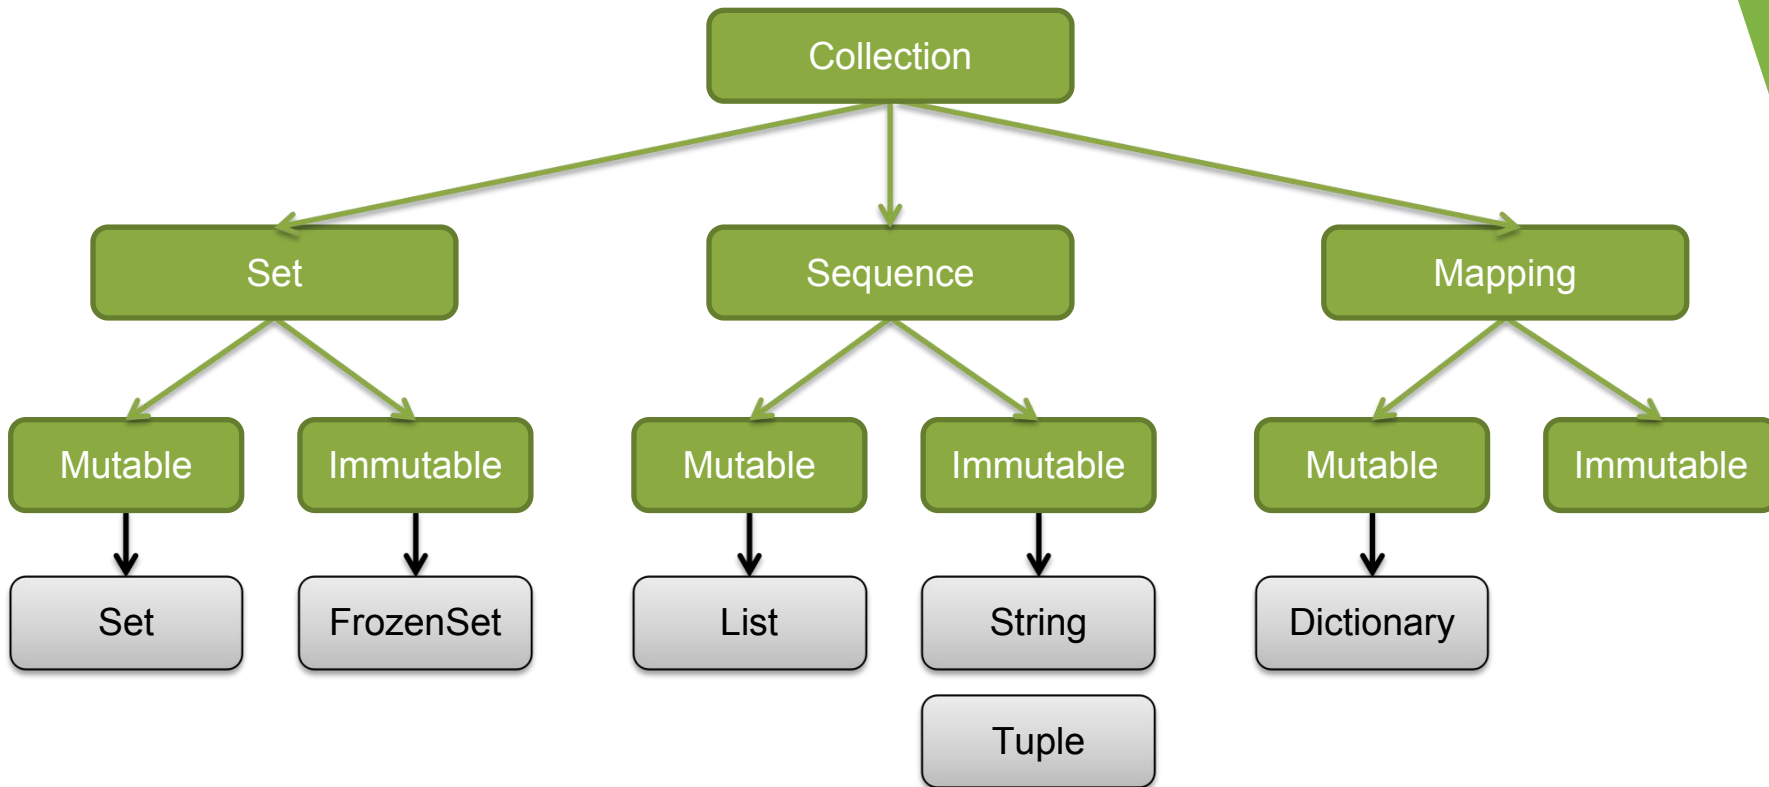 Collection
Set
Sequence
Mapping
Mutable
Immutable
Mutable
Immutable
Mutable
Immutable
Set
FrozenSet
List
String
Dictionary
Tuple